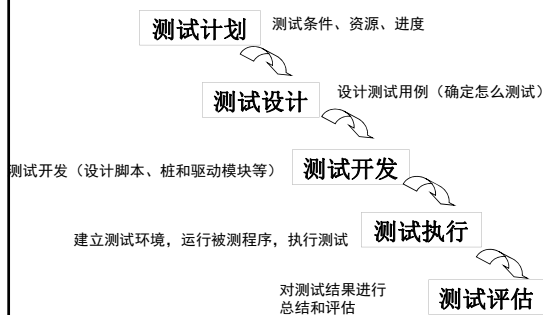 测试计划
测试条件、资源、进度
测试设计
设计测试用例（确定怎么测试）
测试开发（设计脚本、桩和驱动模块等）
测试开发
建立测试环境，运行被测程序，执行测试
测试执行
对测试结果进行
总结和评估
测试评估